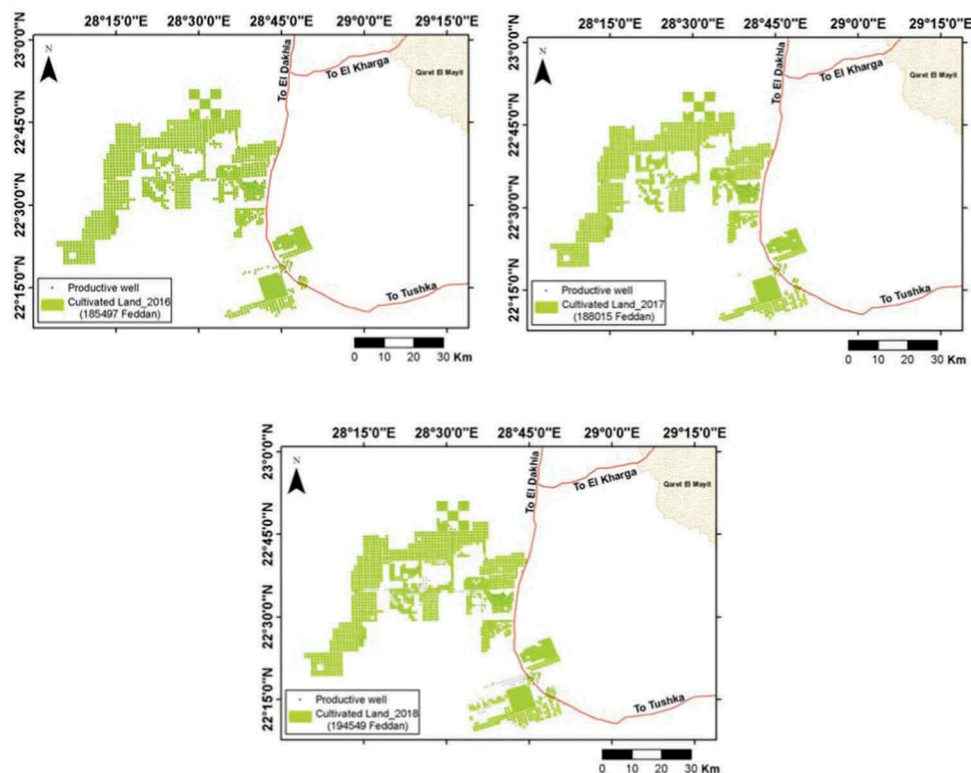 28°15'0"E 28°30'0"E 28°45'0"E 29°0'0"E 29°15'0"E
23°0'0"N
22°45'0"N
22°30'0"N
22°15'0"N
N
To El Dakhla
To El Kharga
Qaret El Mayit
To Tushka
Productive well
Cultivated Land_2016
(185497 Feddan)
0 10 20 30 Km
28°15'0"E 28°30'0"E 28°45'0"E 29°0'0"E 29°15'0"E
23°0'0"N
22°45'0"N
22°30'0"N
22°15'0"N
N
To El Dakhla
To El Kharga
Qaret El Mayit
To Tushka
Productive well
Cultivated Land_2017
(188015 Feddan)
0 10 20 30 Km
28°15'0"E 28°30'0"E 28°45'0"E 29°0'0"E 29°15'0"E
23°0'0"N
22°45'0"N
22°30'0"N
22°15'0"N
N
To El Dakhla
To El Kharga
Qaret El Mayit
To Tushka
Productive well
Cultivated Land_2018
(194549 Feddan)
0 10 20 30 Km